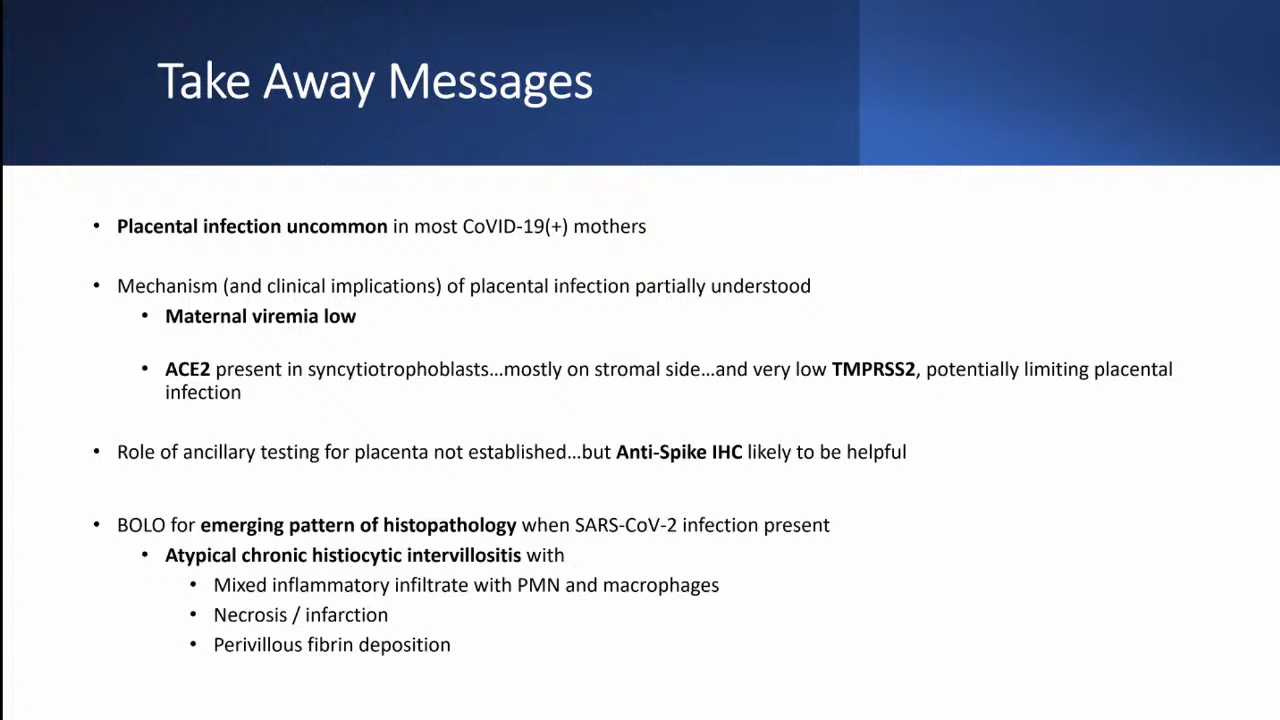 Take Away Messages
• Placental infection uncommon in most CoVID-19(+) mothers
• Mechanism (and clinical implications) of placental infection partially understood
• Maternal viremia low
• ACE2 present in syncytiotrophoblasts...mostly on stromal side...and very low TMPRSS2, potentially limiting placental
infection
• Role of ancillary testing for placenta not established...but Anti-Spike IHC likely to be helpful
• BOLO for emerging pattern of histopathology when SARS-CoV-2 infection present
• Atypical chronic histiocytic intervillositis with
• Mixed inflammatory infiltrate with PMN and macrophages
• Necrosis / infarction
• Perivillous fibrin deposition